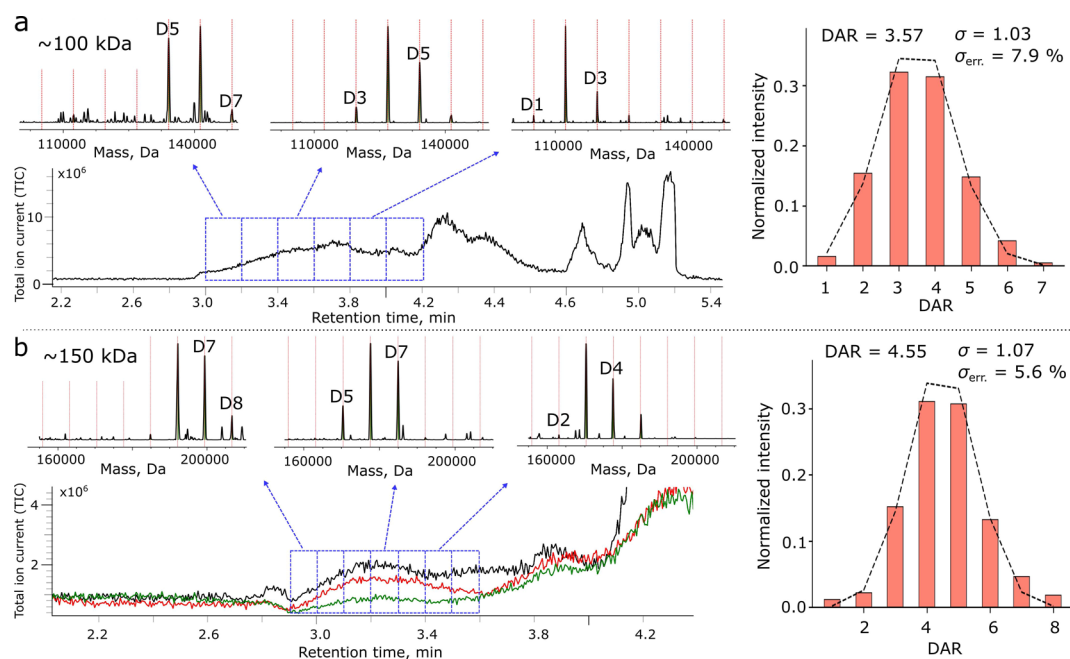 a
~100 kDa
D5
D7
110000
140000
Mass, Da
D3
D5
110000
140000
Mass, Da
D1
D3
110000
140000
Mass, Da
Total ion current (TIC)
x10⁶
10
0
2.2
2.6
3.0
3.4
3.8
4.2
4.4
4.6
5.0
5.4
Retention time, min
DAR = 3.57
σ = 1.03
σerr. = 7.9 %
Normalized intensity
0.3
0.2
0.1
0.0
1 2 3 4 5 6 7
DAR
b
~150 kDa
D7
D8
160000
200000
Mass, Da
D5
D7
160000
200000
Mass, Da
D2
D4
160000
200000
Mass, Da
Total ion current (TIC)
x10⁶
4
2
2.2
2.6
3.0
3.4
3.8
4.2
Retention time, min
DAR = 4.55
σ = 1.07
σerr. = 5.6 %
Normalized intensity
0.3
0.2
0.1
0.0
2 4 6 8
DAR